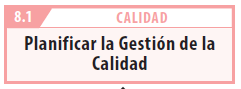 8.1 CALIDAD
Planificar la Gestión de la
Calidad